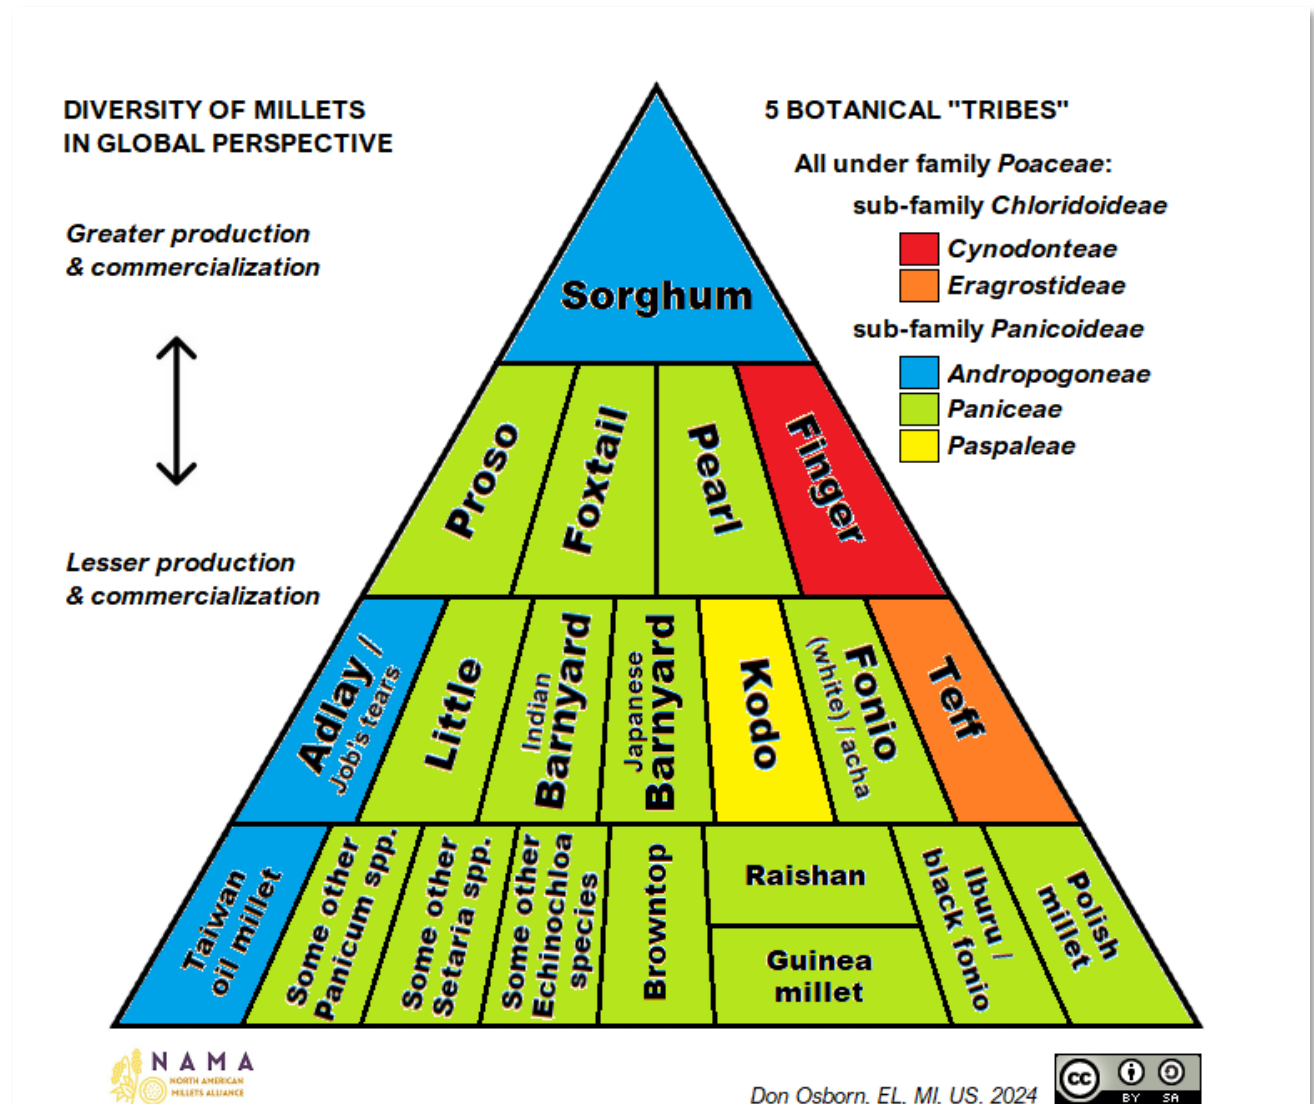 DIVERSITY OF MILLETS
IN GLOBAL PERSPECTIVE
Greater production
& commercialization
Lesser production
& commercialization
5 BOTANICAL "TRIBES"
All under family Poaceae:
sub-family Chloridoideae
Cynodonteae
Eragrostideae
sub-family Panicoideae
Andropogoneae
Paniceae
Paspaleae
Sorghum
Proso
Foxtail
Pearl
Finger
Adlay /
Job's tears
Little
Indian
Barnyard
Japanese
Barnyard
Kodo
Fonio
(white) / acha
Teff
Taiwan
oil millet
Some other
Panicum spp.
Some other
Setaria spp.
Some other
Echinochloa
species
Browntop
Raishan
Guinea
millet
Iburu /
black fonio
Polish
millet
NAMA
NORTH AMERICAN
MILLETS ALLIANCE
Don Osborn, EL, MI, US, 2024
cc
BY SA